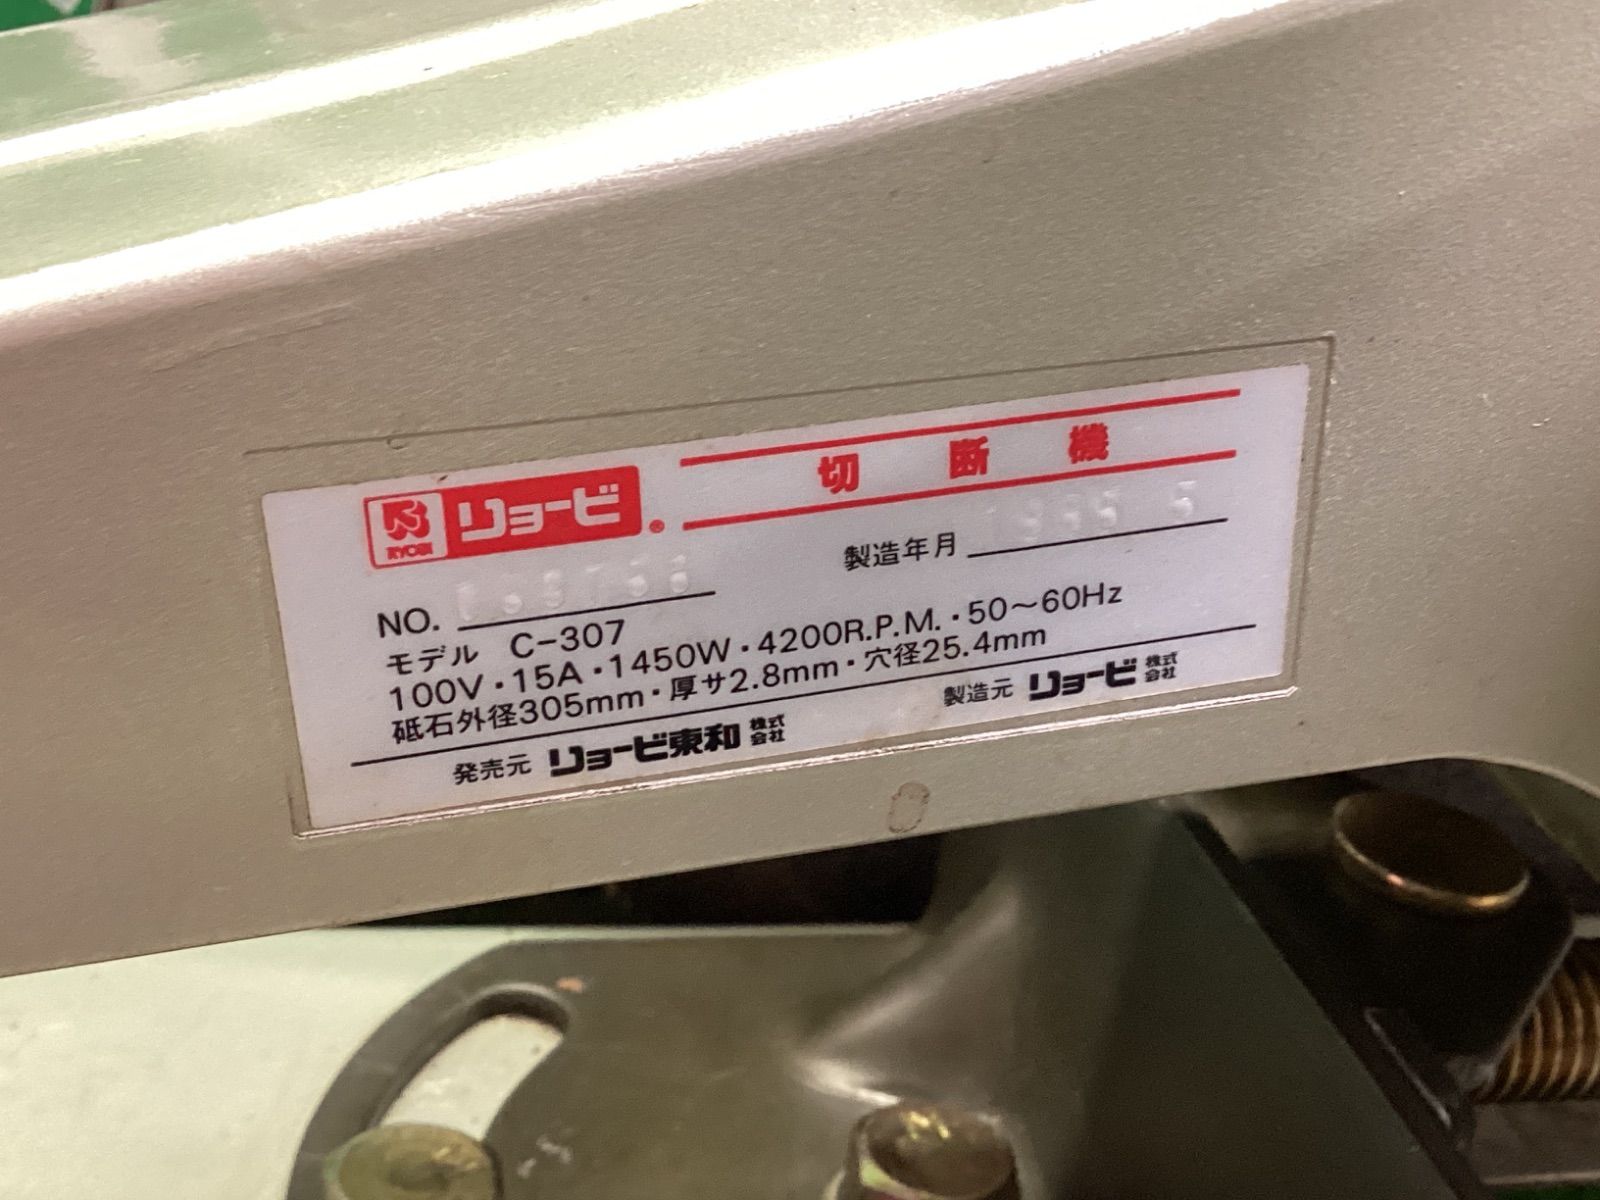 RYOBI リョービ®
切断機
NO.
製造年月 1995 5
モデル C-307
100V・15A・1450W・4200R.P.M.・50～60Hz
砥石外径305mm・厚サ2.8mm・穴径25.4mm
発売元 リョービ東和株式会社
製造元 リョービ株式会社